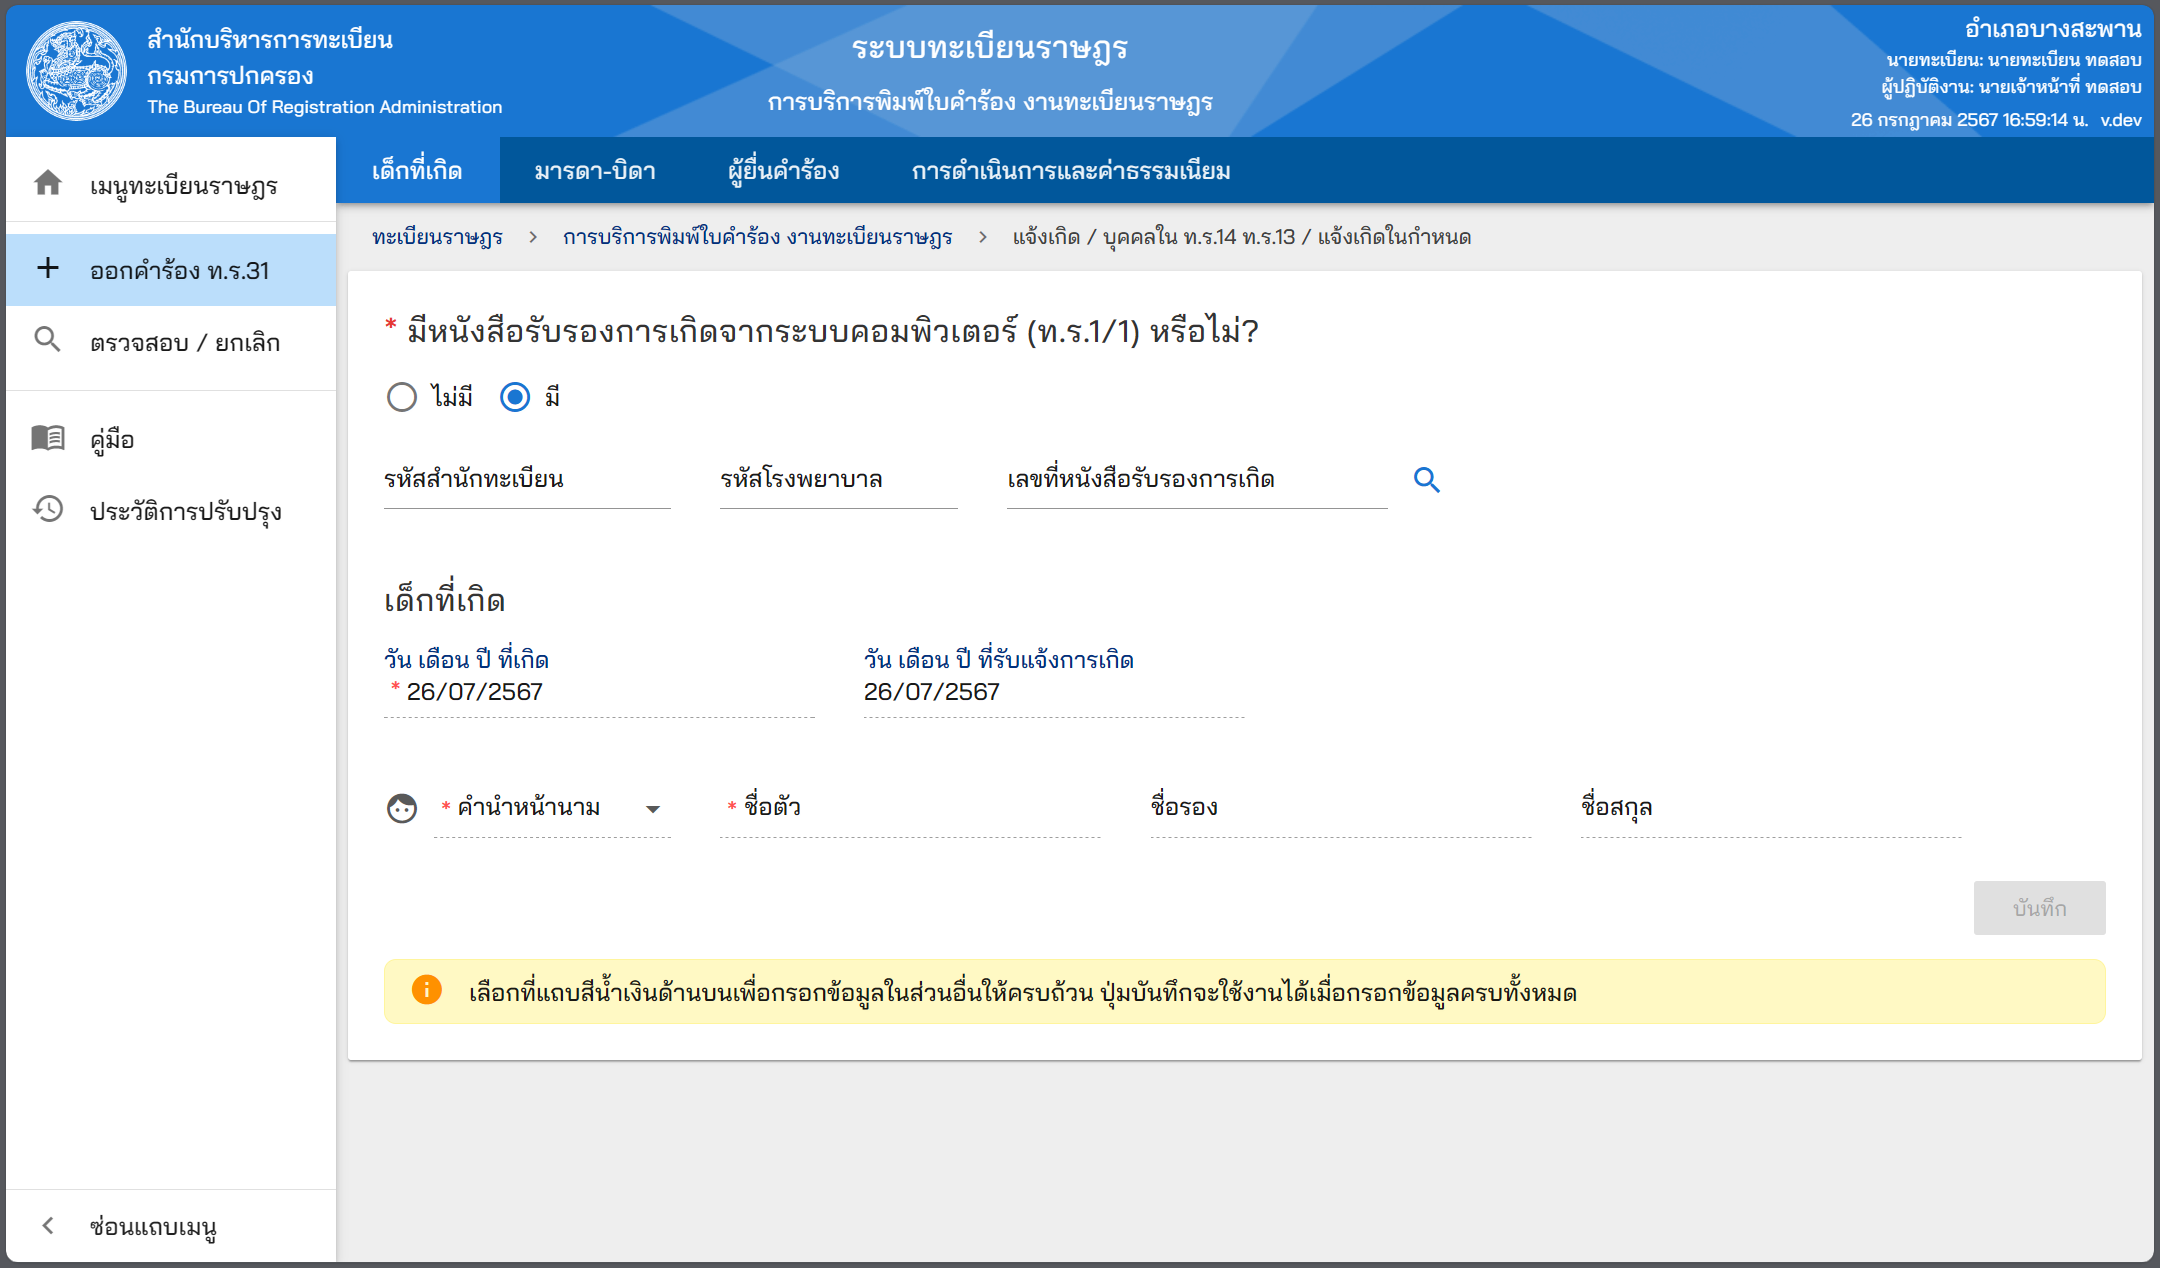 สำนักบริหารการทะเบียน
กรมการปกครอง
The Bureau Of Registration Administration
ระบบทะเบียนราษฎร
การบริการพิมพ์ใบคำร้อง งานทะเบียนราษฎร
อำเภอบางสะพาน
นายทะเบียน: นายทะเบียน ทดสอบ
ผู้ปฏิบัติงาน: นายเจ้าหน้าที่ ทดสอบ
26 กรกฎาคม 2567 16:59:14 น. v.dev
เมนูทะเบียนราษฎร
ออกคำร้อง ท.ร.31
ตรวจสอบ / ยกเลิก
คู่มือ
ประวัติการปรับปรุง
ซ่อนแถบเมนู
เด็กที่เกิด มารดา-บิดา ผู้ยื่นคำร้อง การดำเนินการและค่าธรรมเนียม
ทะเบียนราษฎร > การบริการพิมพ์ใบคำร้อง งานทะเบียนราษฎร > แจ้งเกิด / บุคคลใน ท.ร.14 ท.ร.13 / แจ้งเกิดในกำหนด
* มีหนังสือรับรองการเกิดจากระบบคอมพิวเตอร์ (ท.ร.1/1) หรือไม่?
ไม่มี มี
รหัสสำนักทะเบียน รหัสโรงพยาบาล เลขที่หนังสือรับรองการเกิด
เด็กที่เกิด
วัน เดือน ปี ที่เกิด วัน เดือน ปี ที่รับแจ้งการเกิด
* 26/07/2567 26/07/2567
* คำนำหน้านาม * ชื่อตัว ชื่อรอง ชื่อสกุล
บันทึก
เลือกที่แถบสีน้ำเงินด้านบนเพื่อกรอกข้อมูลในส่วนอื่นให้ครบถ้วน ปุ่มบันทึกจะใช้งานได้เมื่อกรอกข้อมูลครบทั้งหมด